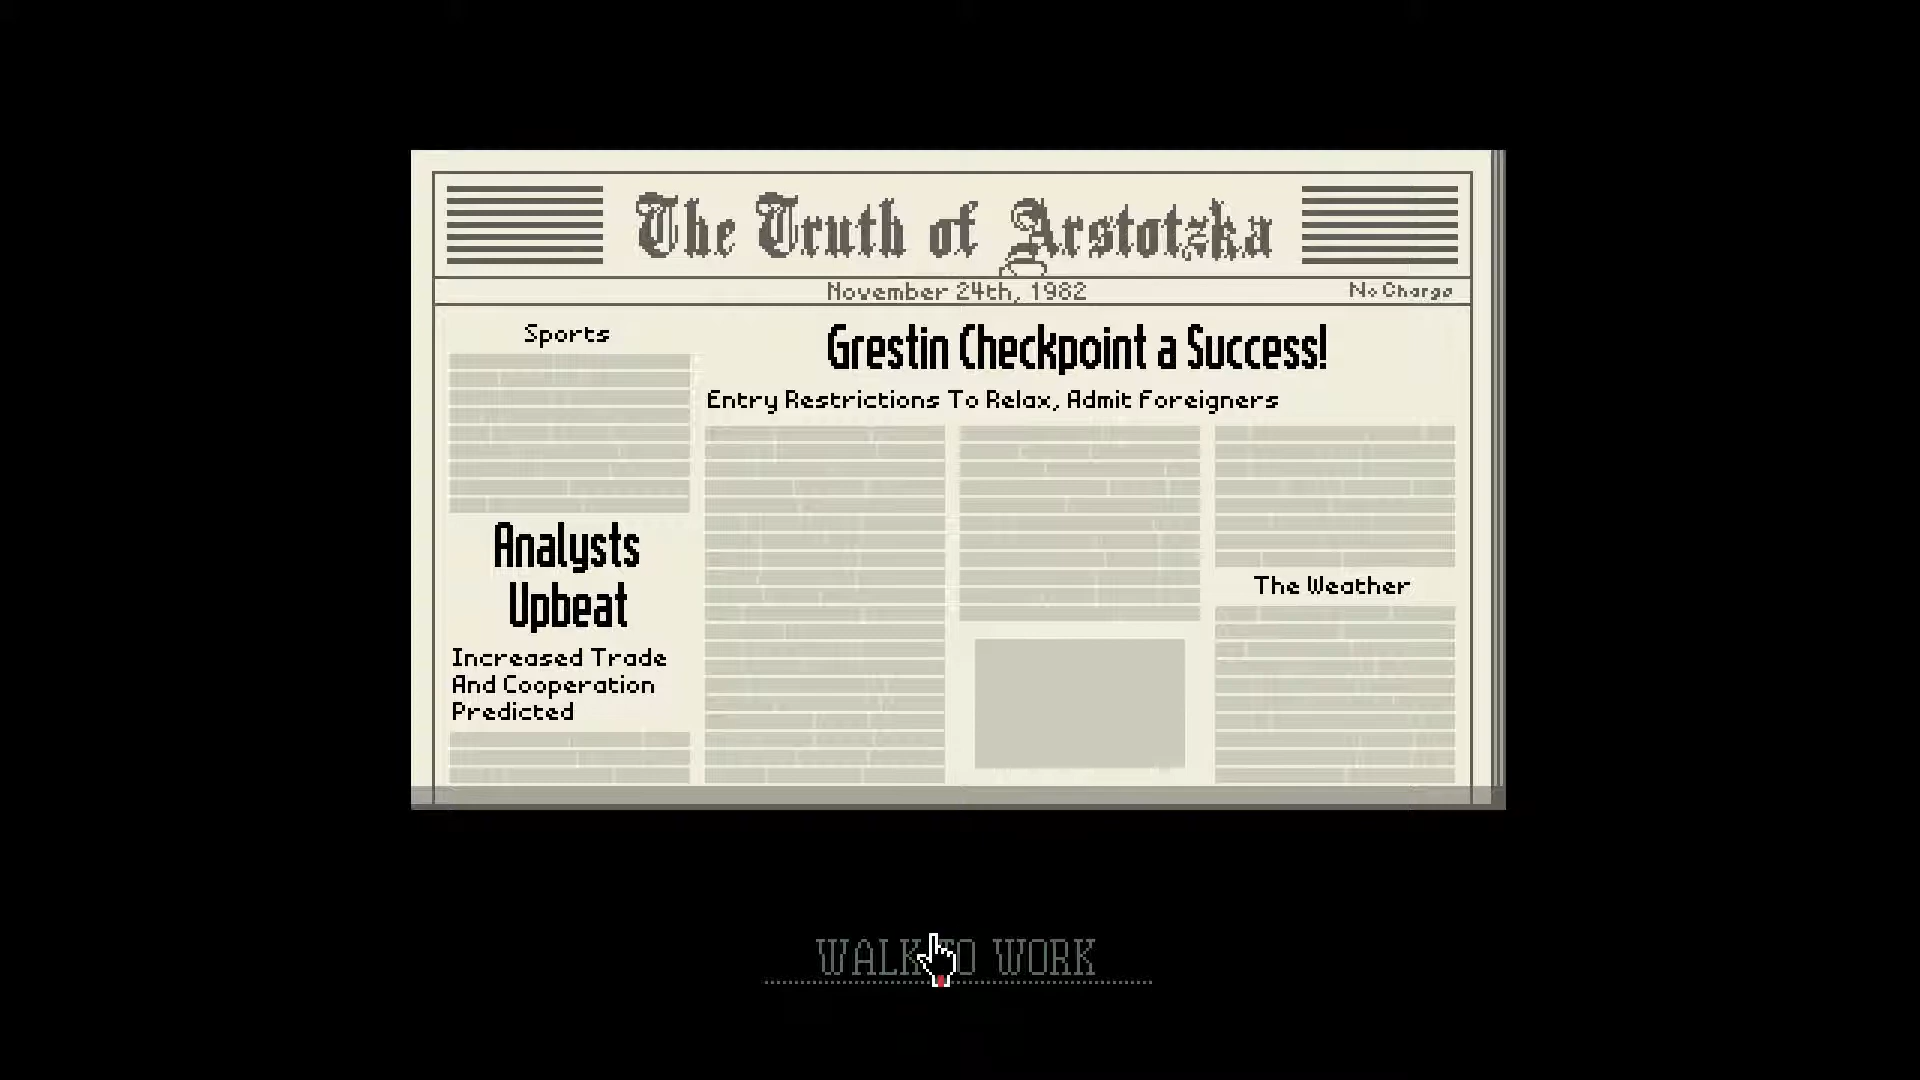 The Truth of Arstotzka
November 24th, 1982
No Charge
Sports
Analysts
Upbeat
Increased Trade
And Cooperation
Predicted
Grestin Checkpoint a Success!
Entry Restrictions To Relax, Admit Foreigners
The Weather
WALK TO WORK